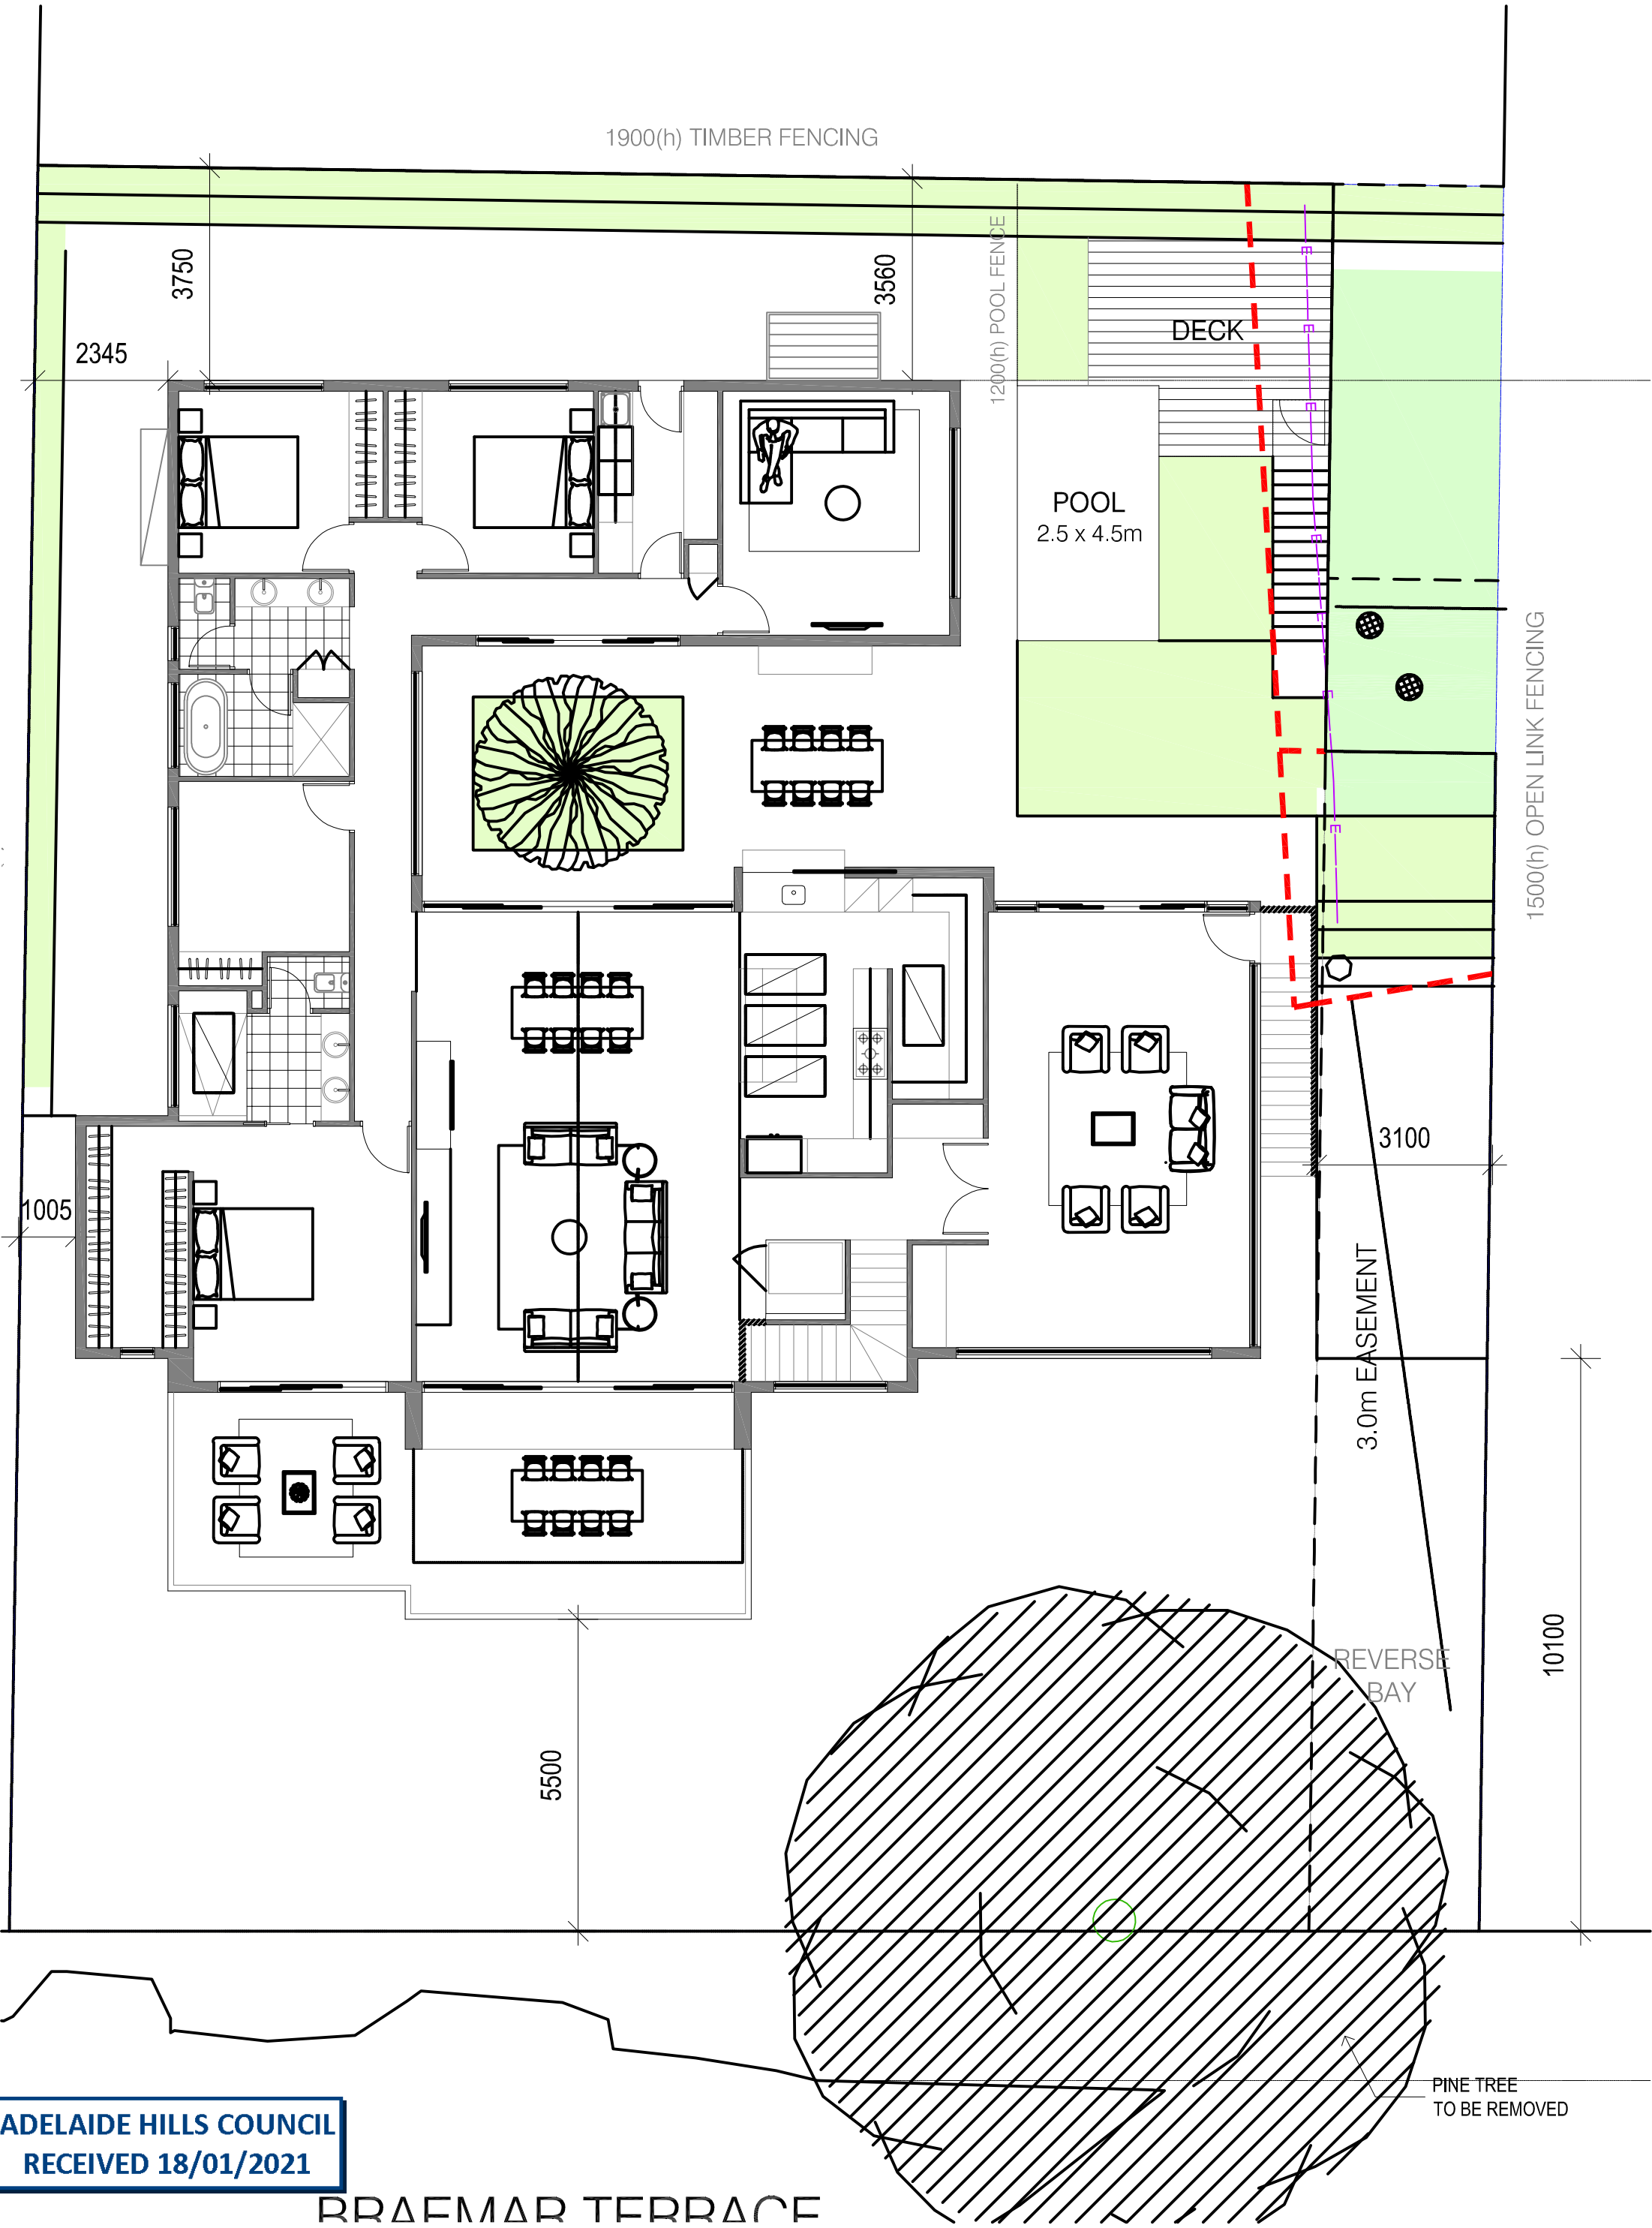 1900(h) TIMBER FENCING
3750
3560
1200(h) POOL FENCE
2345
DECK
E
E
E
POOL
2.5 x 4.5m
E
E
E
E
1500(h) OPEN LINK FENCING
3100
1005
3.0m EASEMENT
REVERSE
BAY
10100
5500
PINE TREE
TO BE REMOVED
ADELAIDE HILLS COUNCIL
RECEIVED 18/01/2021
BRAEMAR TERRACE